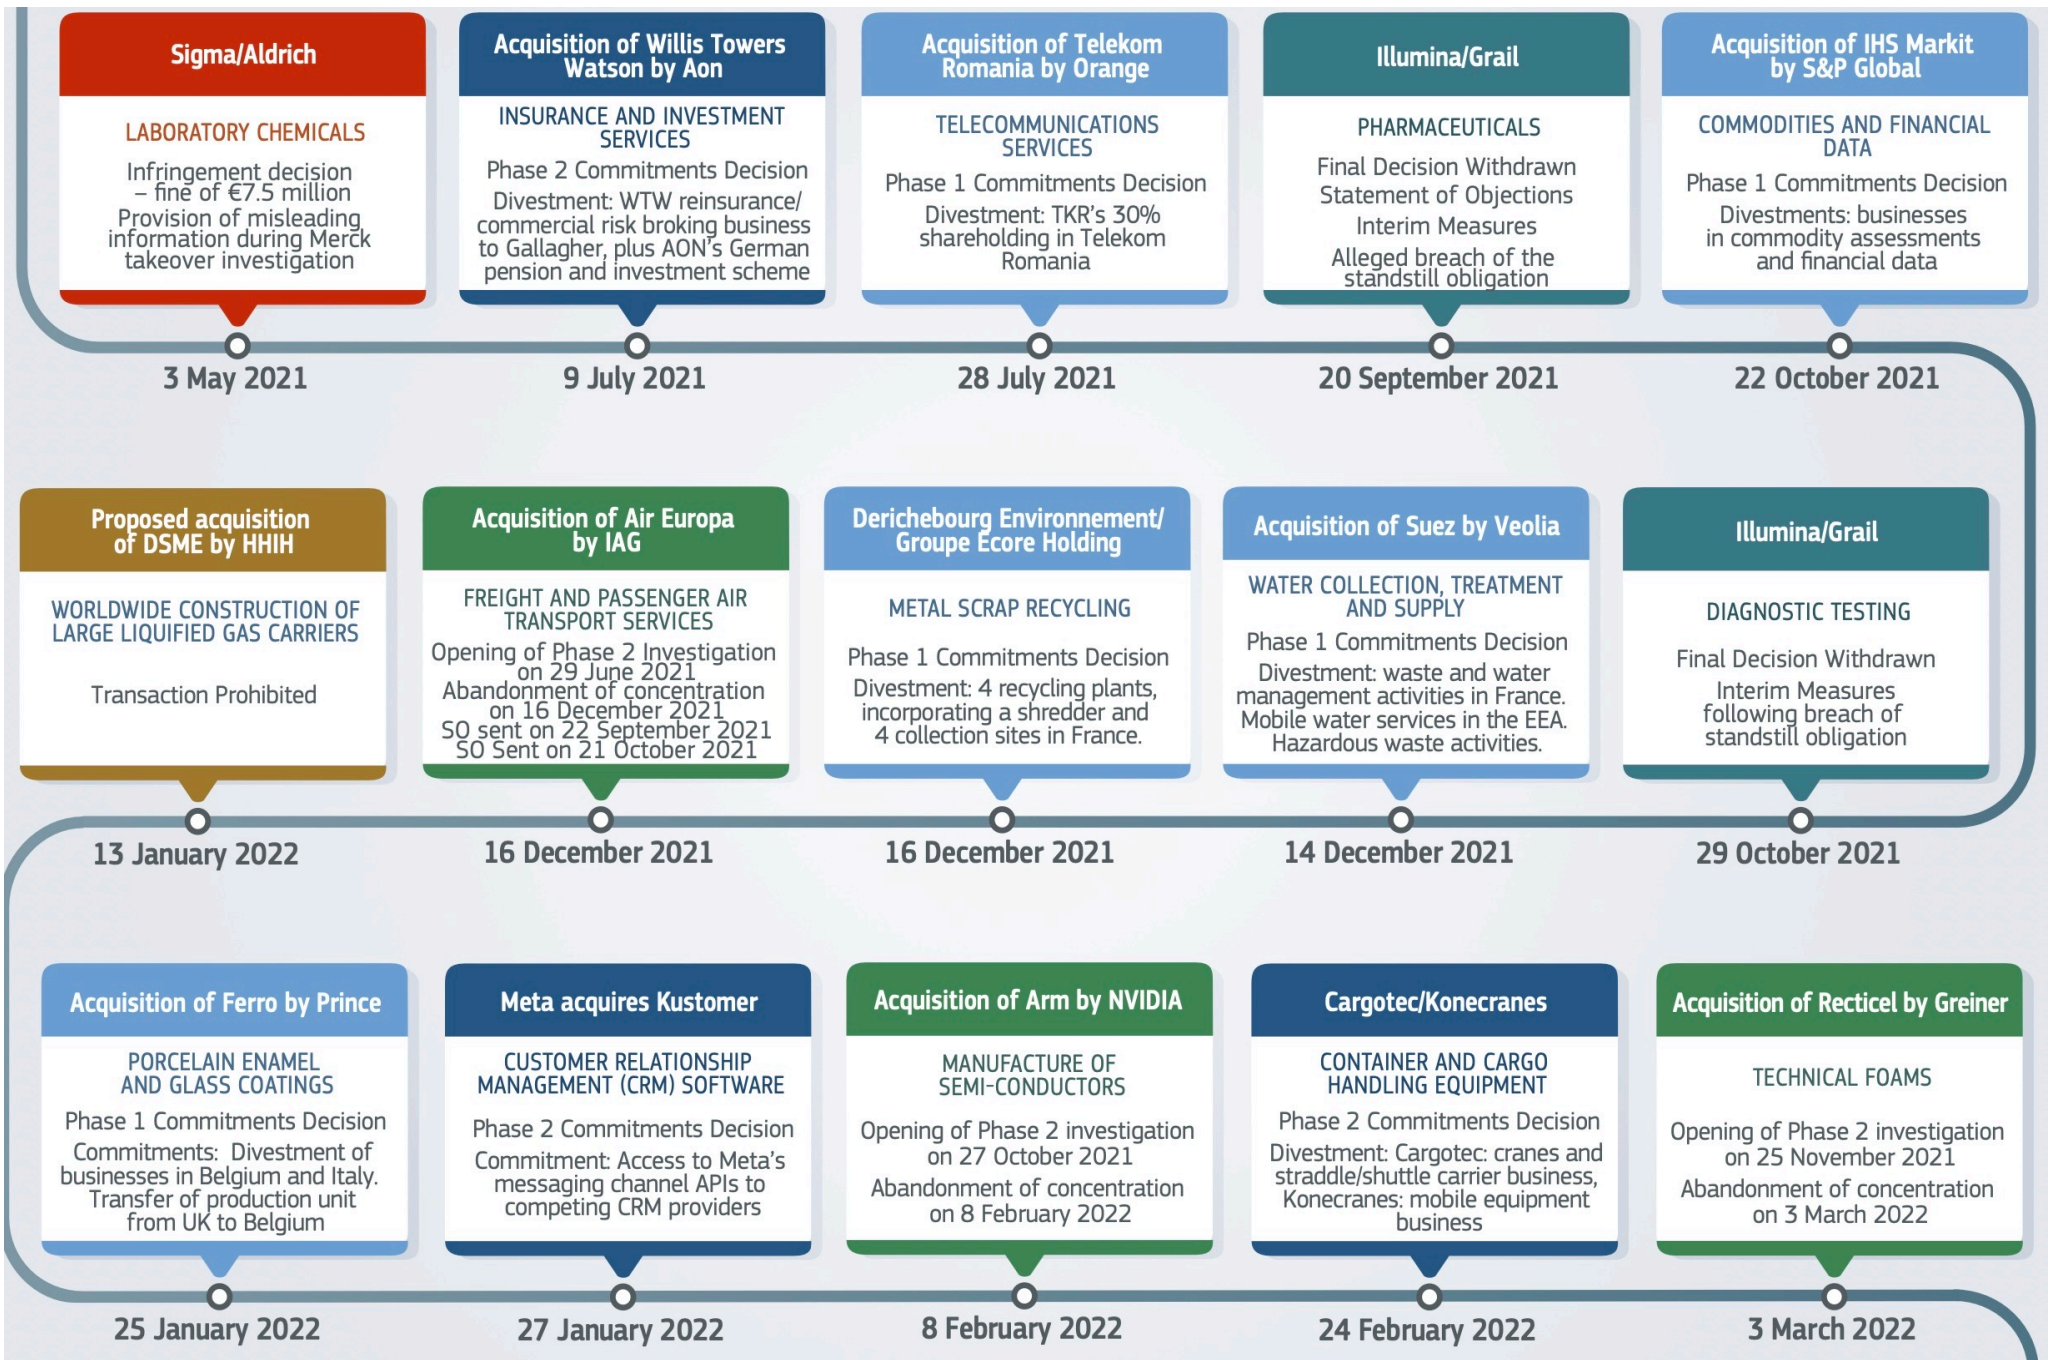 Sigma/Aldrich
LABORATORY CHEMICALS
Infringement decision
– fine of €7.5 million
Provision of misleading
information during Merck
takeover investigation
3 May 2021
Acquisition of Willis Towers
Watson by Aon
INSURANCE AND INVESTMENT
SERVICES
Phase 2 Commitments Decision
Divestment: WTW reinsurance/
commercial risk broking business
to Gallagher, plus AON's German
pension and investment scheme
9 July 2021
Acquisition of Telekom
Romania by Orange
TELECOMMUNICATIONS
SERVICES
Phase 1 Commitments Decision
Divestment: TKR's 30%
shareholding in Telekom
Romania
28 July 2021
Illumina/Grail
PHARMACEUTICALS
Final Decision Withdrawn
Statement of Objections
Interim Measures
Alleged breach of the
standstill obligation
20 September 2021
Acquisition of IHS Markit
by S&P Global
COMMODITIES AND FINANCIAL
DATA
Phase 1 Commitments Decision
Divestments: businesses
in commodity assessments
and financial data
22 October 2021
Proposed acquisition
of DSME by HHIH
WORLDWIDE CONSTRUCTION OF
LARGE LIQUIFIED GAS CARRIERS
Transaction Prohibited
13 January 2022
Acquisition of Air Europa
by IAG
FREIGHT AND PASSENGER AIR
TRANSPORT SERVICES
Opening of Phase 2 Investigation
on 29 June 2021
Abandonment of concentration
on 16 December 2021
SO sent on 22 September 2021
SO Sent on 21 October 2021
16 December 2021
Derichebourg Environnement/
Groupe Ecore Holding
METAL SCRAP RECYCLING
Phase 1 Commitments Decision
Divestment: 4 recycling plants,
incorporating a shredder and
4 collection sites in France.
16 December 2021
Acquisition of Suez by Veolia
WATER COLLECTION, TREATMENT
AND SUPPLY
Phase 1 Commitments Decision
Divestment: waste and water
management activities in France.
Mobile water services in the EEA.
Hazardous waste activities.
14 December 2021
Illumina/Grail
DIAGNOSTIC TESTING
Final Decision Withdrawn
Interim Measures
following breach of
standstill obligation
29 October 2021
Acquisition of Ferro by Prince
PORCELAIN ENAMEL
AND GLASS COATINGS
Phase 1 Commitments Decision
Commitments: Divestment of
businesses in Belgium and Italy.
Transfer of production unit
from UK to Belgium
25 January 2022
Meta acquires Kustomer
CUSTOMER RELATIONSHIP
MANAGEMENT (CRM) SOFTWARE
Phase 2 Commitments Decision
Commitment: Access to Meta's
messaging channel APIs to
competing CRM providers
27 January 2022
Acquisition of Arm by NVIDIA
MANUFACTURE OF
SEMI-CONDUCTORS
Opening of Phase 2 investigation
on 27 October 2021
Abandonment of concentration
on 8 February 2022
8 February 2022
Cargotec/Konecranes
CONTAINER AND CARGO
HANDLING EQUIPMENT
Phase 2 Commitments Decision
Divestment: Cargotec: cranes and
straddle/shuttle carrier business,
Konecranes: mobile equipment
business
24 February 2022
Acquisition of Recticel by Greiner
TECHNICAL FOAMS
Opening of Phase 2 investigation
on 25 November 2021
Abandonment of concentration
on 3 March 2022
3 March 2022